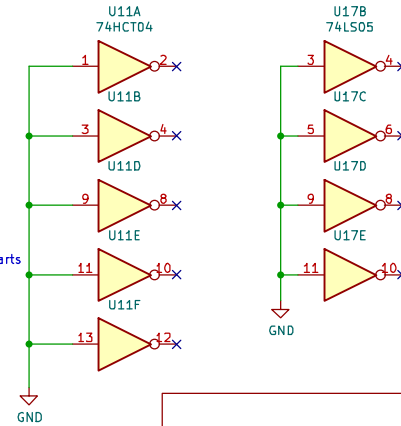 U11A
74HCT04
1
2
U11B
3
4
U11D
9
8
U11E
11
10
U11F
13
12
GND
arts
U17B
74LS05
3
4
U17C
5
6
U17D
9
8
U17E
11
10
GND